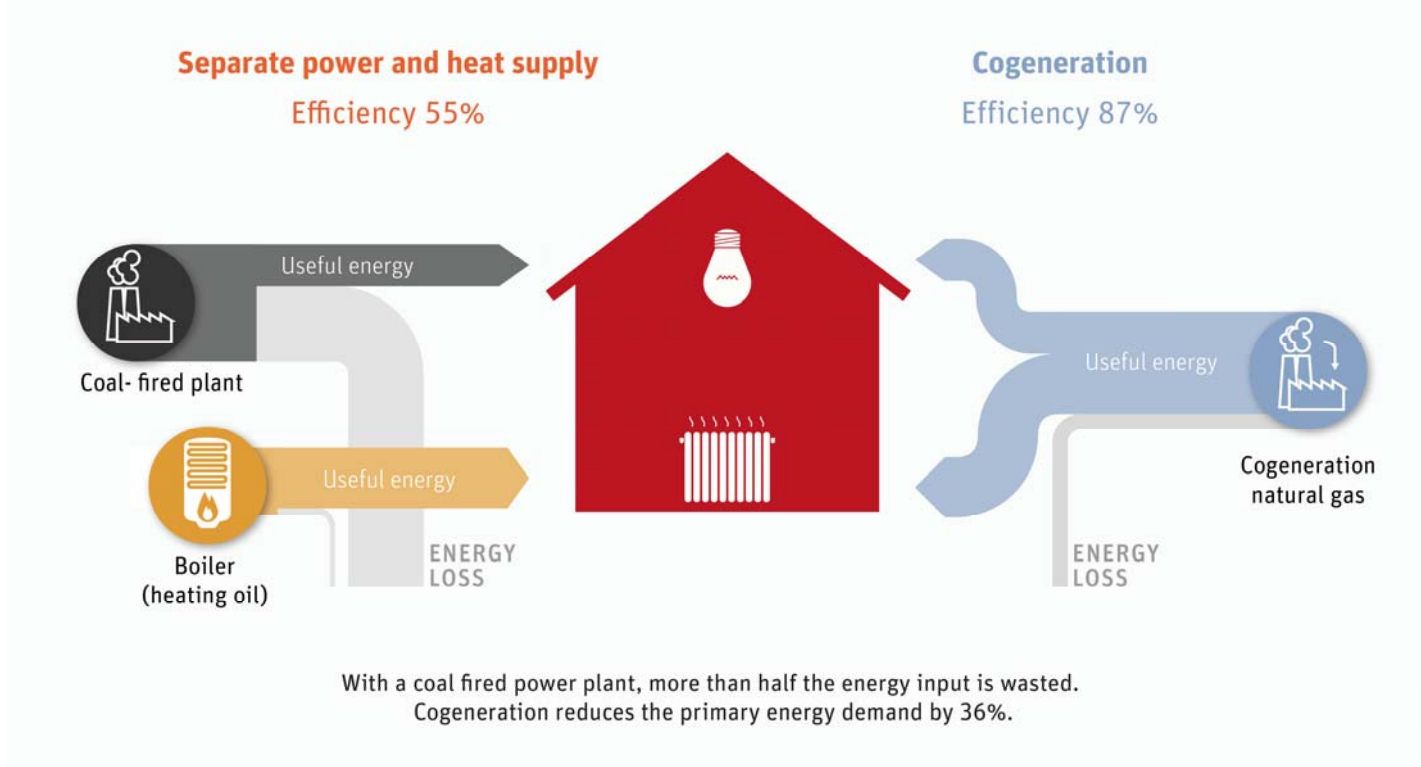 Separate power and heat supply
Efficiency 55%
Cogeneration
Efficiency 87%
Useful energy
Coal- fired plant
Useful energy
Boiler
(heating oil)
ENERGY
LOSS
Useful energy
Cogeneration
natural gas
ENERGY
LOSS
With a coal fired power plant, more than half the energy input is wasted.
Cogeneration reduces the primary energy demand by 36%.